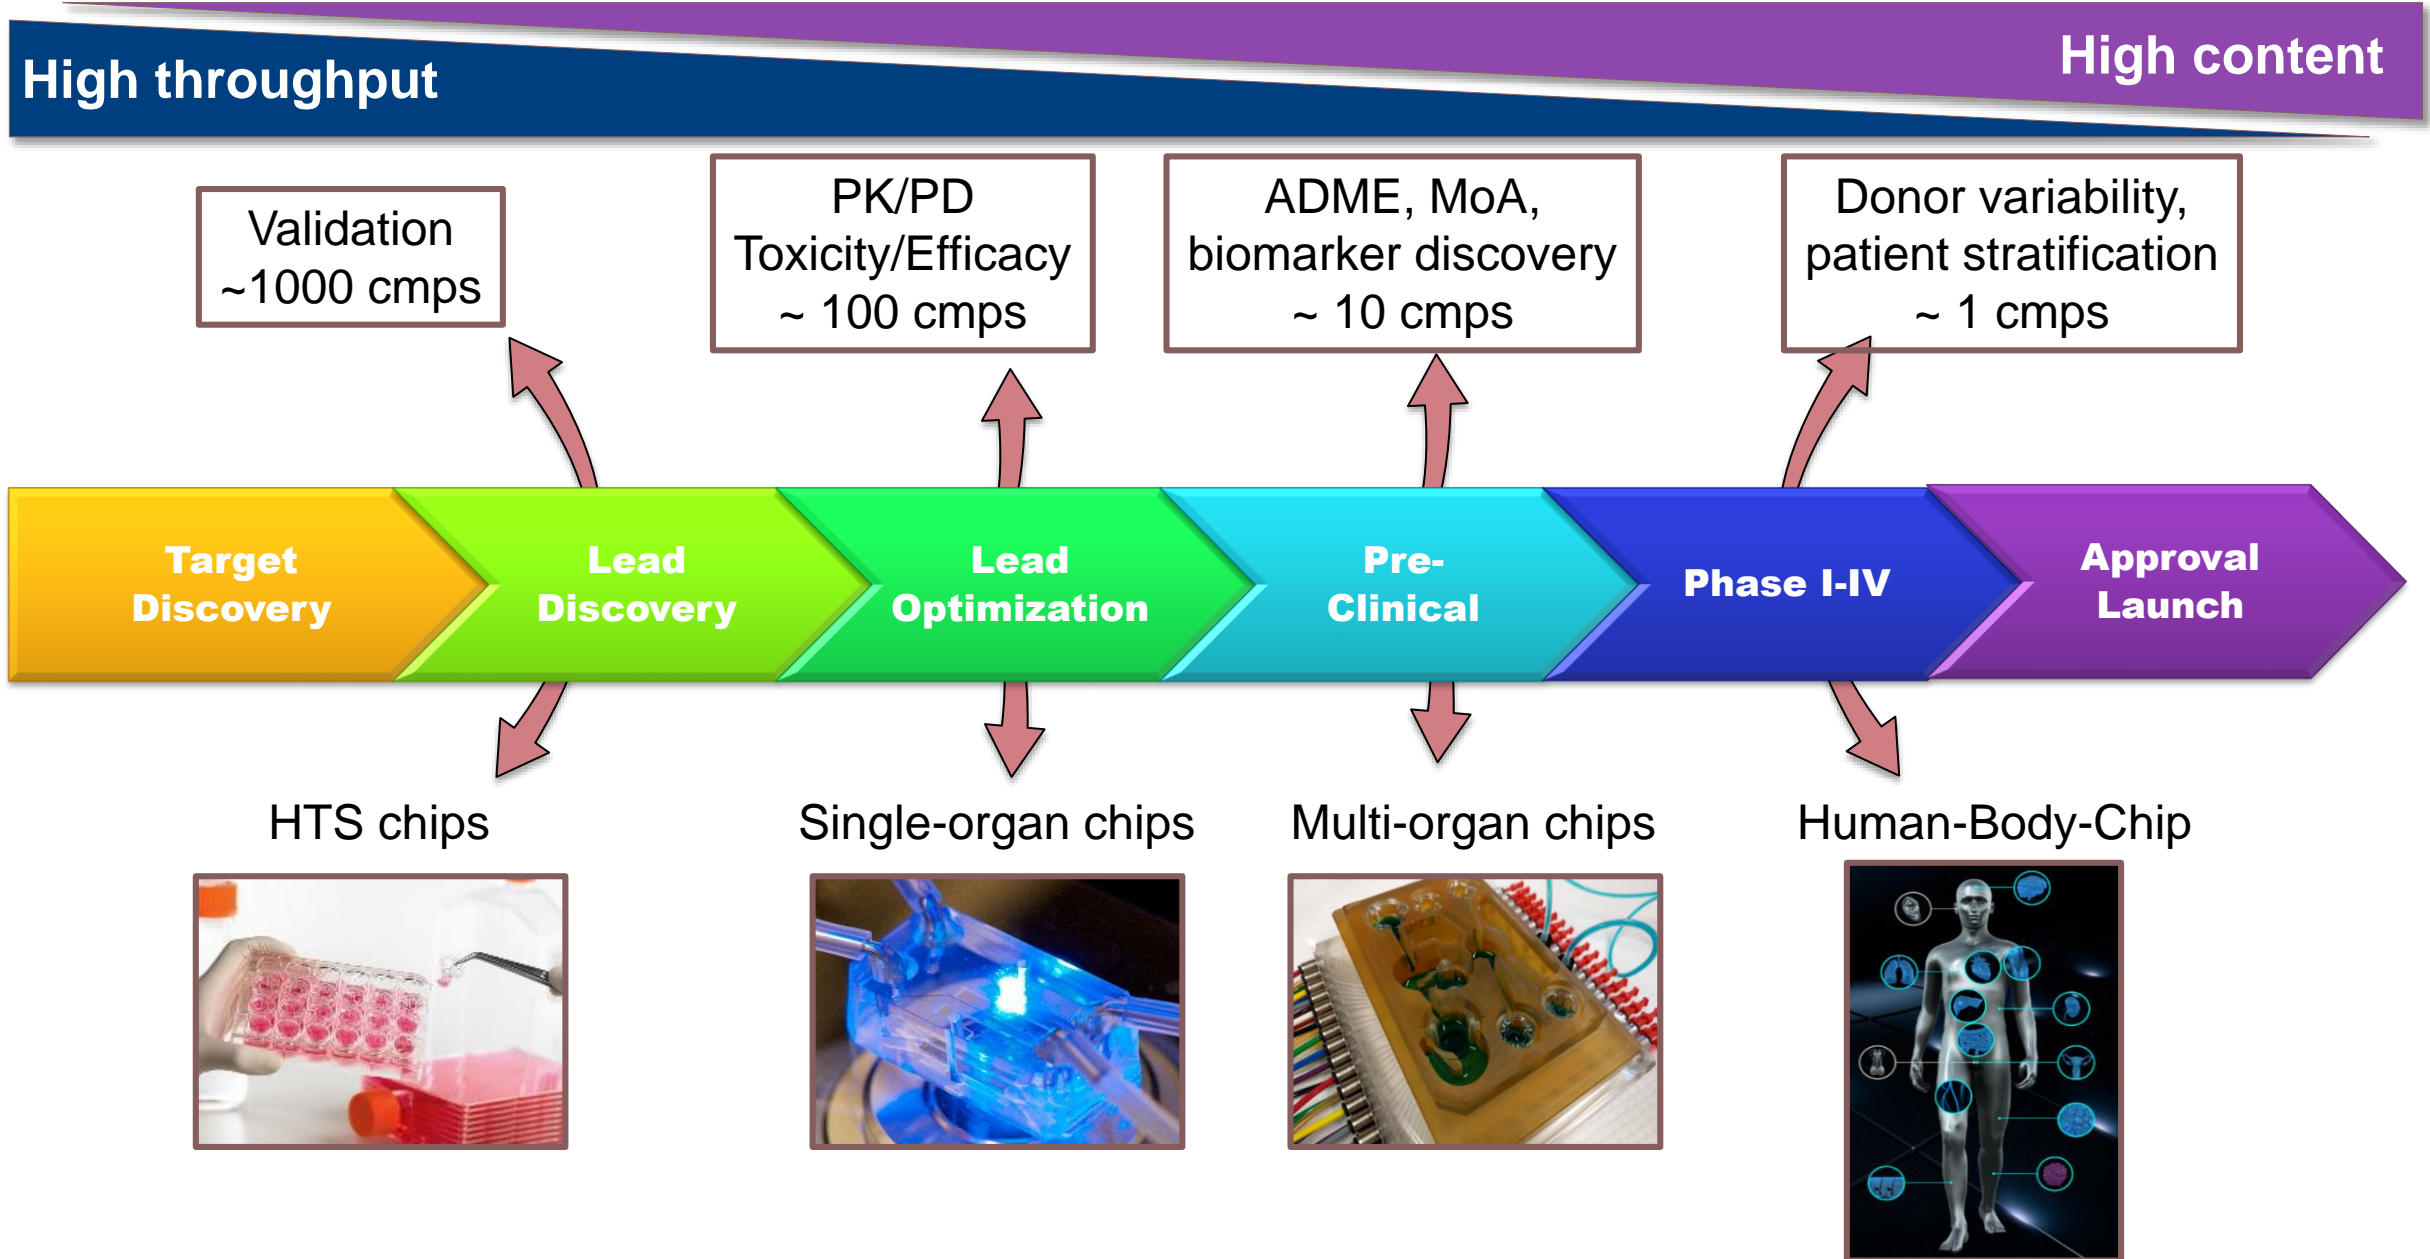 High throughput
High content
Validation
~1000 cmps
PK/PD
Toxicity/Efficacy
~ 100 cmps
ADME, MoA,
biomarker discovery
~ 10 cmps
Donor variability,
patient stratification
~ 1 cmps
Target
Discovery
Lead
Discovery
Lead
Optimization
Pre-
Clinical
Phase I-IV
Approval
Launch
HTS chips
Single-organ chips
Multi-organ chips
Human-Body-Chip